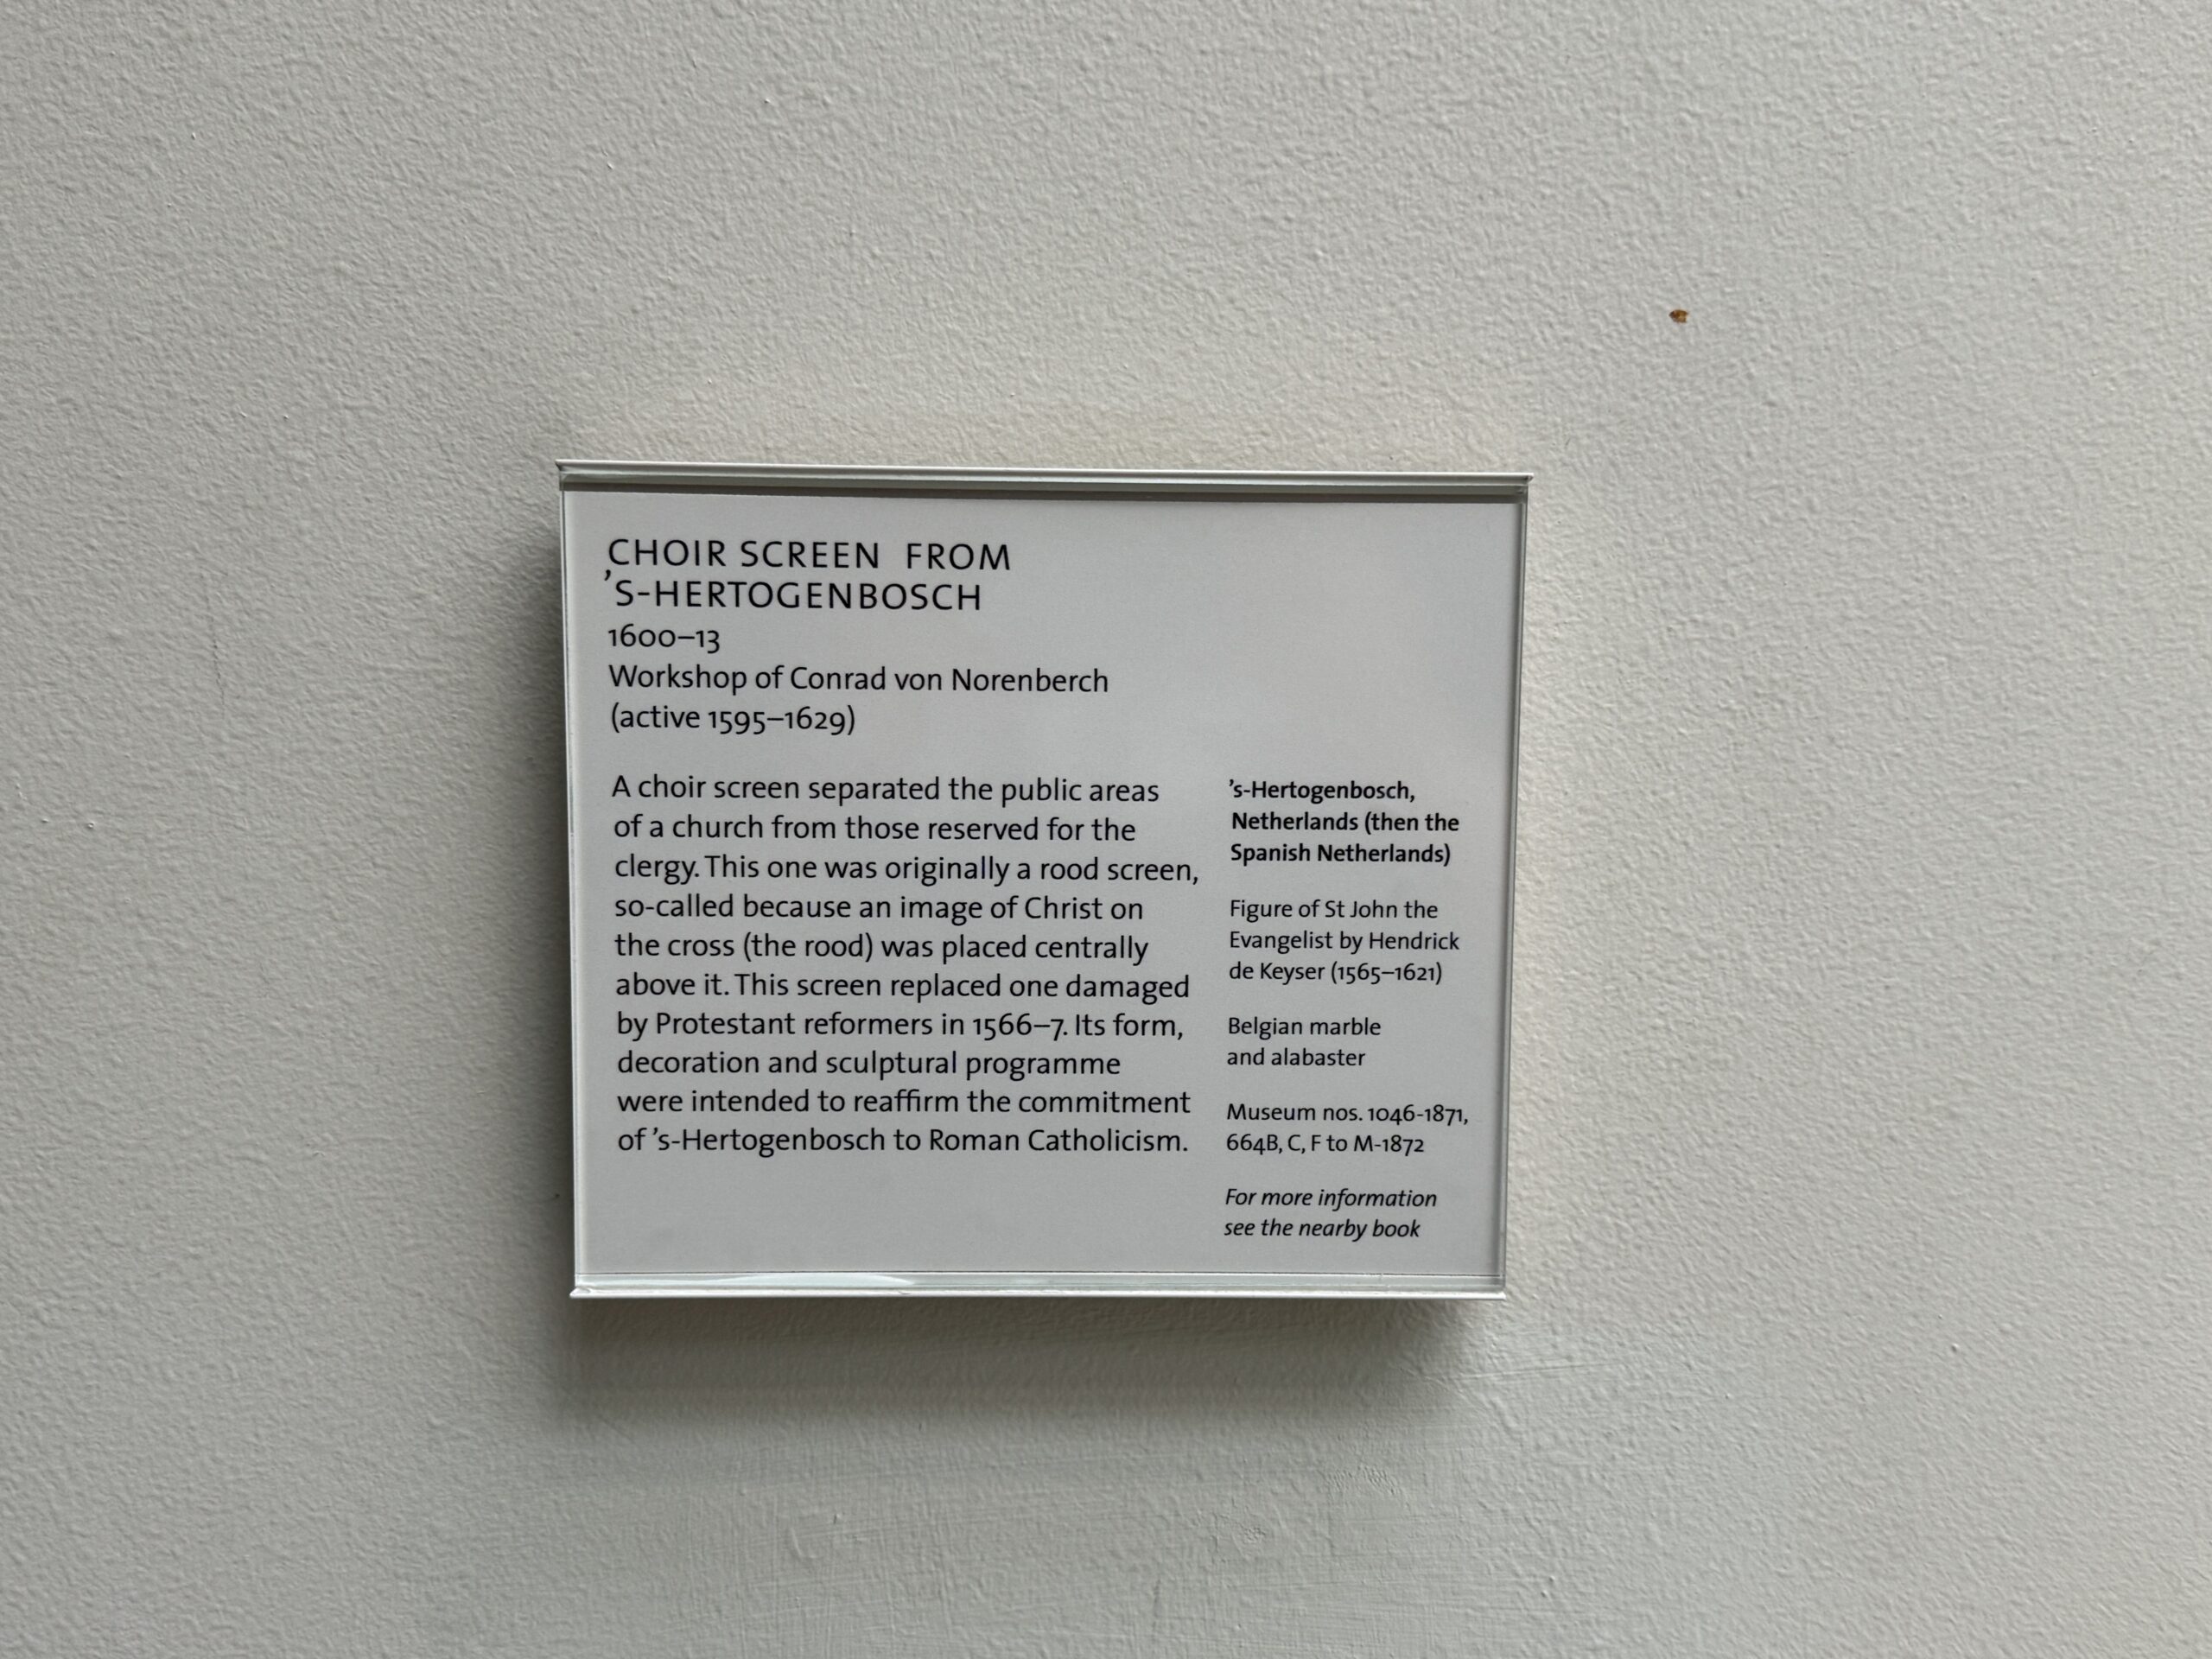 CHOIR SCREEN FROM
’S-HERTOGENBOSCH
1600–13
Workshop of Conrad von Norenberch
(active 1595–1629)
A choir screen separated the public areas
of a church from those reserved for the
clergy. This one was originally a rood screen,
so-called because an image of Christ on
the cross (the rood) was placed centrally
above it. This screen replaced one damaged
by Protestant reformers in 1566–7. Its form,
decoration and sculptural programme
were intended to reaffirm the commitment
of ’s-Hertogenbosch to Roman Catholicism.
’s-Hertogenbosch,
Netherlands (then the
Spanish Netherlands)
Figure of St John the
Evangelist by Hendrick
de Keyser (1565–1621)
Belgian marble
and alabaster
Museum nos. 1046-1871,
664B, C, F to M-1872
For more information
see the nearby book